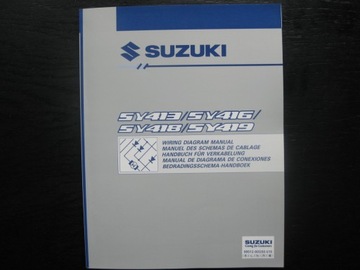 SUZUKI
SY413/SY416/
SY418/SY419
WIRING DIAGRAM MANUAL
MANUEL DES SCHEMAS DE CABLAGE
HANDBUCH FÜR VERKABELUNG
MANUAL DE DIAGRAMA DE CONEXIONES
BEDRADINGSSCHEMA-HANDBOEK
SUZUKI